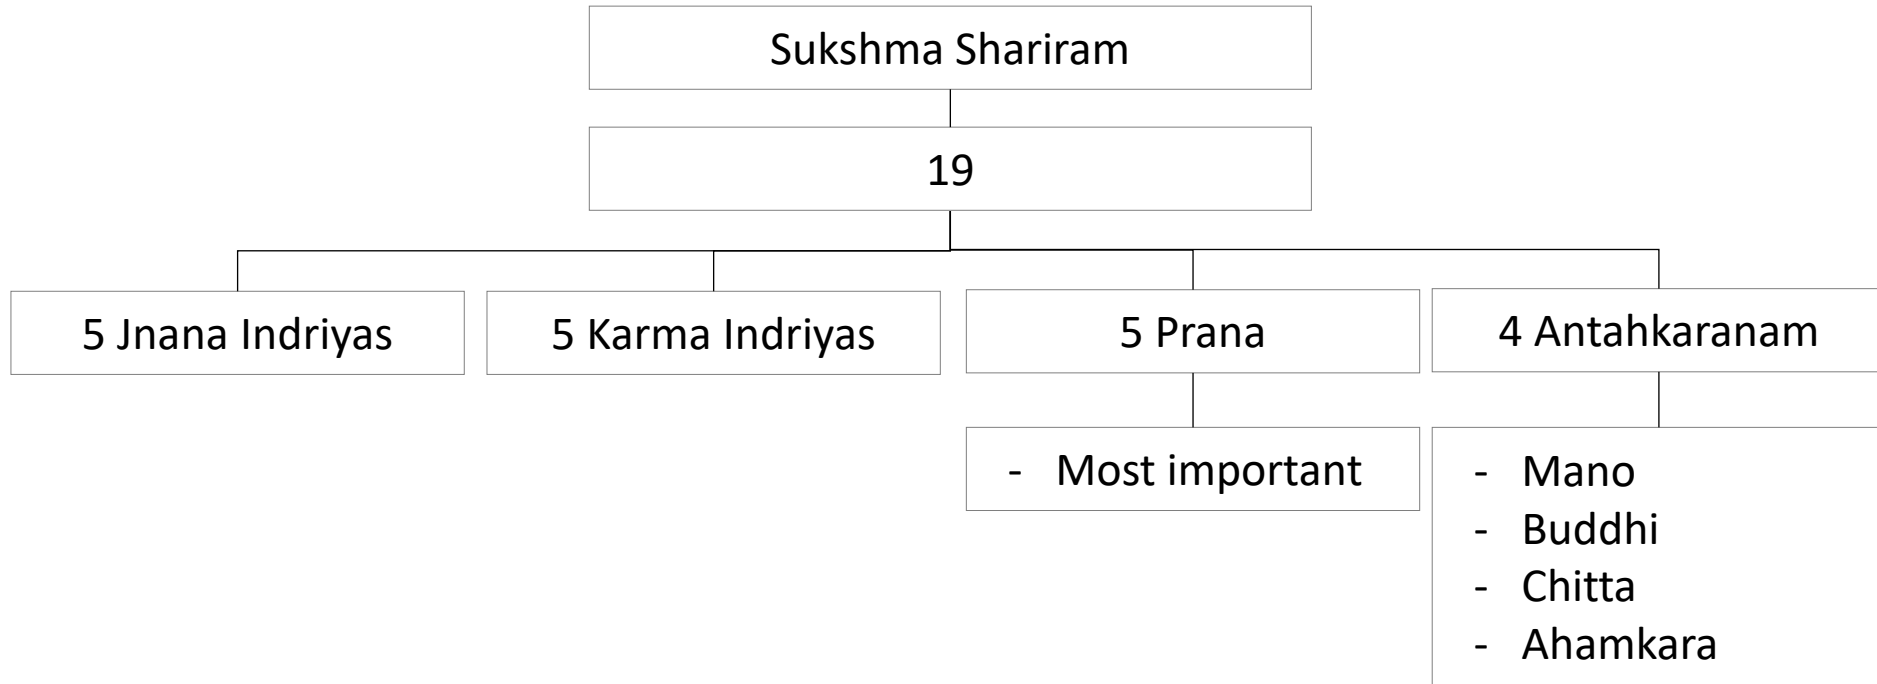 Sukshma Shariram
19
5 Jnana Indriyas
5 Karma Indriyas
5 Prana
4 Antahkaranam
- Most important
- Mano
- Buddhi
- Chitta
- Ahamkara